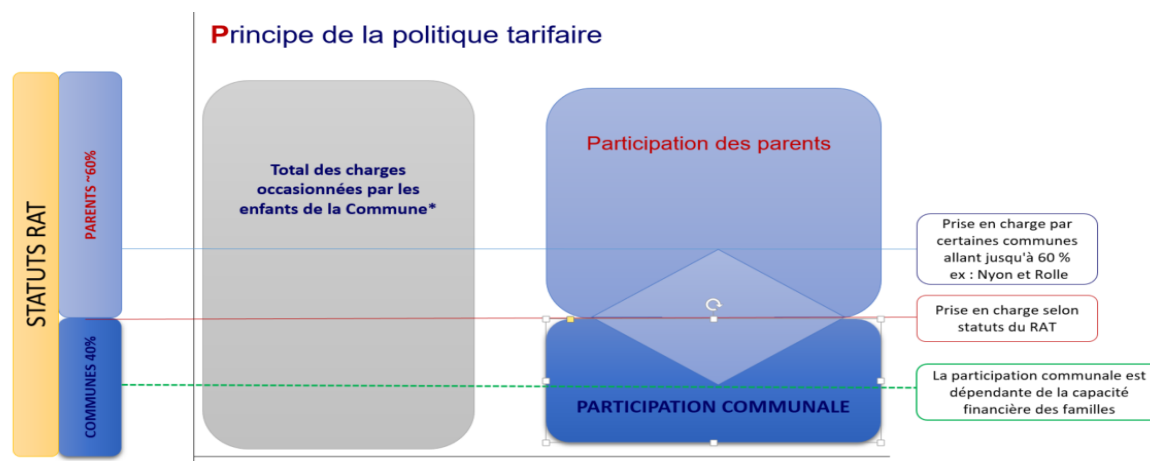 Principe de la politique tarifaire
STATUTS RAT
PARENTS ~60%
COMMUNES 40%
Total des charges
occasionnées par les
enfants de la Commune*
Participation des parents
PARTICIPATION COMMUNALE
Prise en charge par
certaines communes
allant jusqu'à 60 %
ex : Nyon et Rolle
Prise en charge selon
statuts du RAT
La participation communale est
dépendante de la capacité
financière des familles